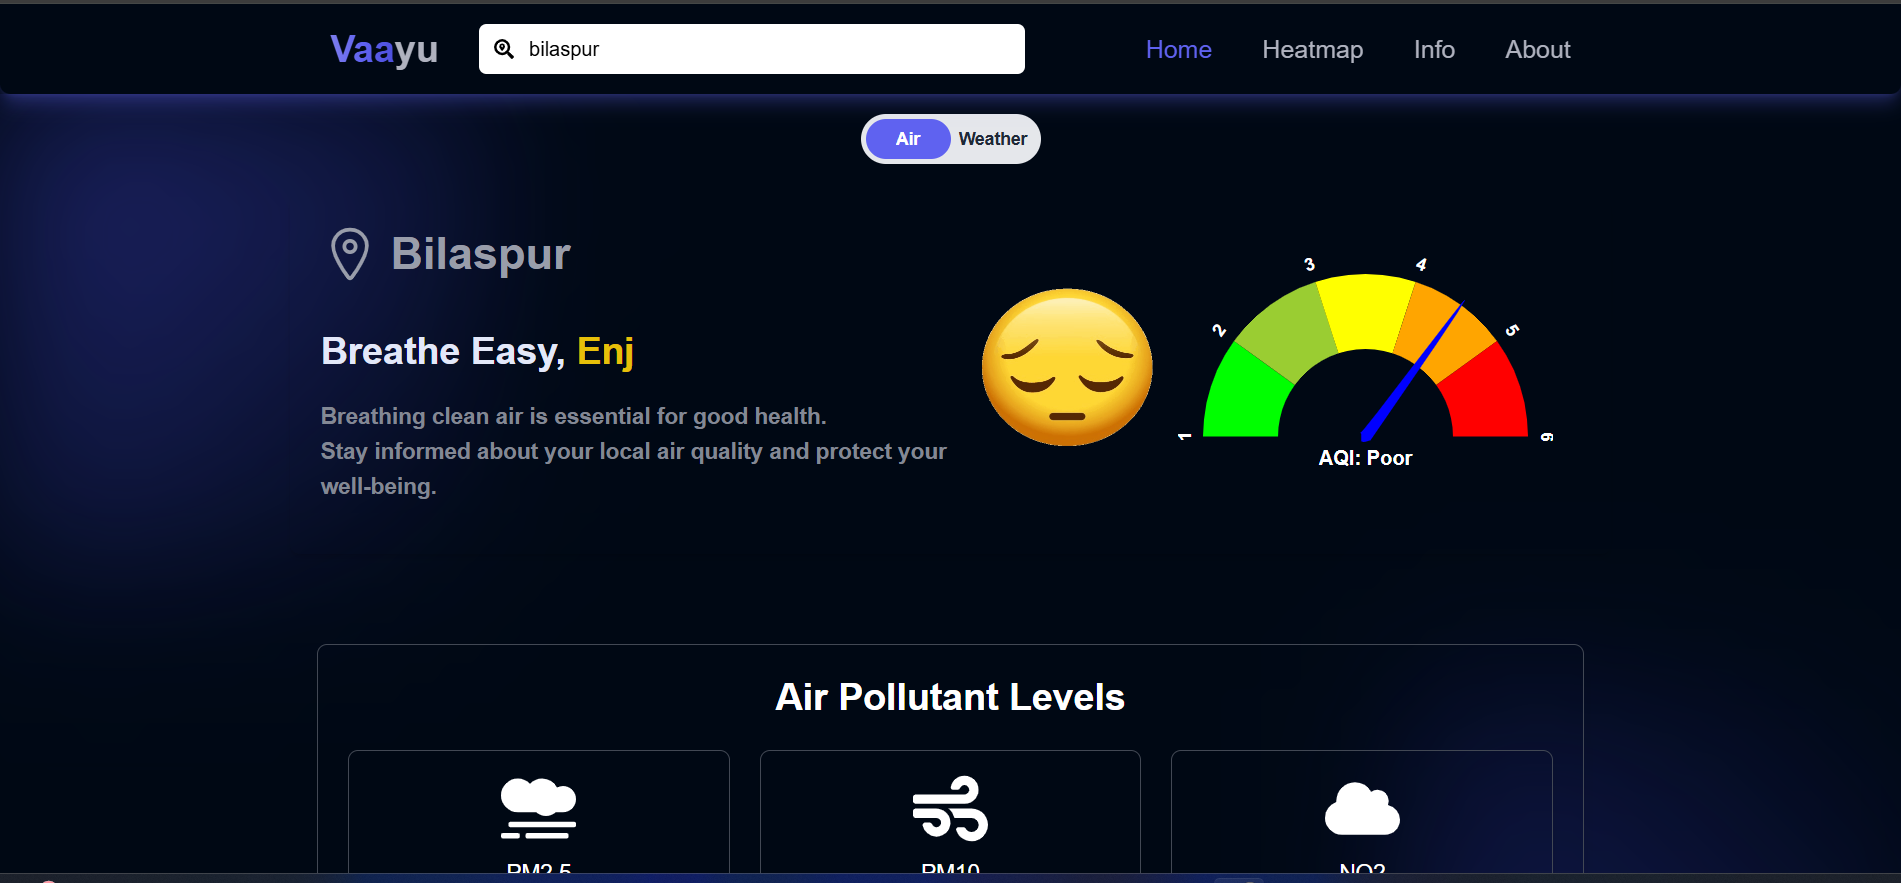 Vaayu
bilaspur
Home Heatmap Info About
Air Weather
Bilaspur
Breathe Easy, Enj
Breathing clean air is essential for good health.
Stay informed about your local air quality and protect your
well-being.
1 2 3 4 5 6
AQI: Poor
Air Pollutant Levels
PM2.5 PM10 NO2